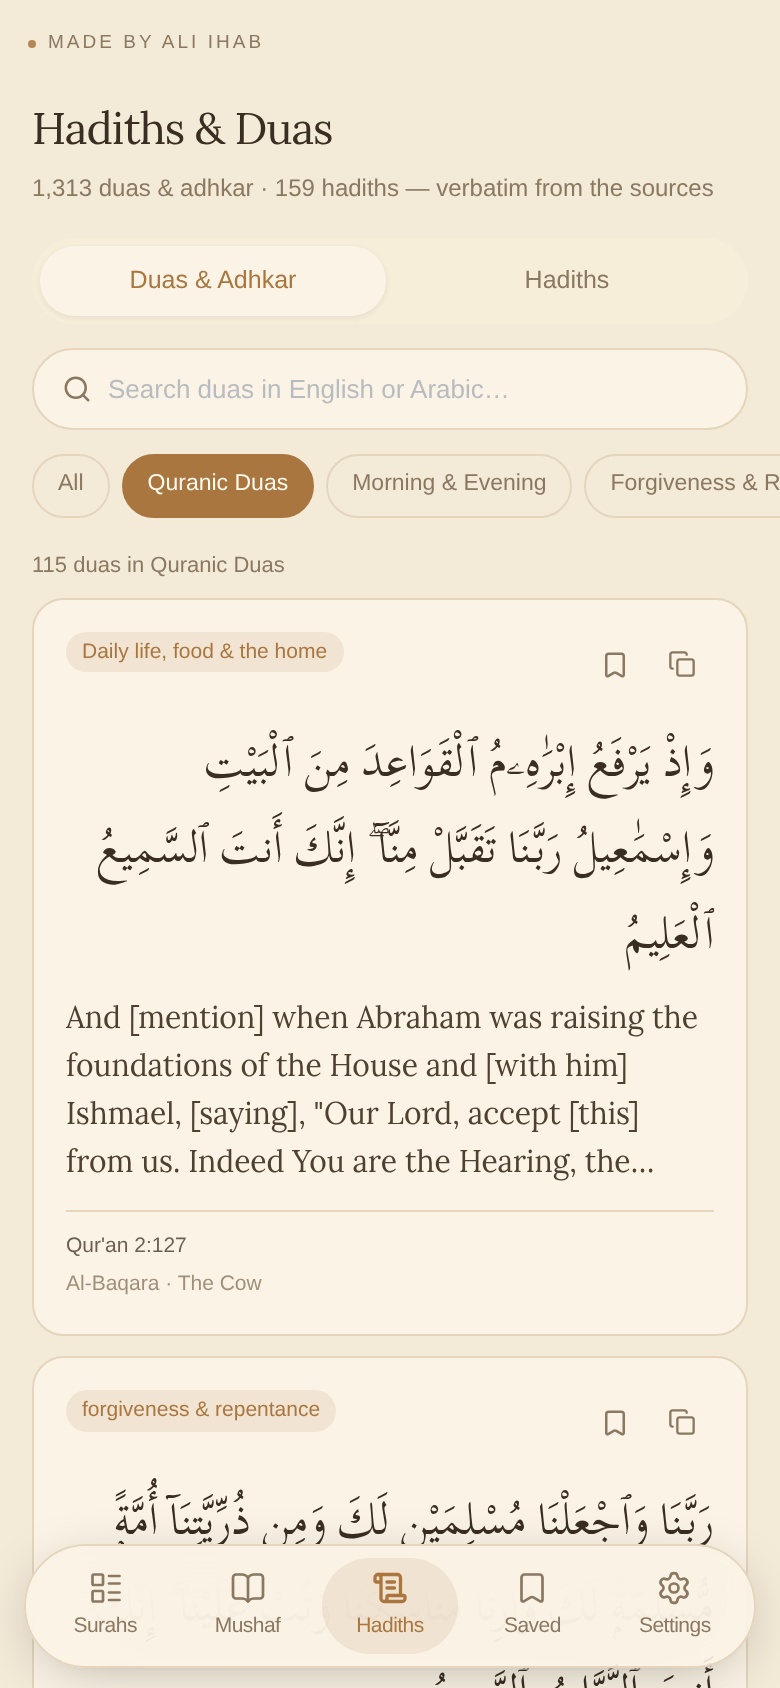 MADE BY ALI IHAB
Hadiths & Duas
1,313 duas & adhkar · 159 hadiths — verbatim from the sources
Duas & Adhkar
Hadiths
Search duas in English or Arabic…
All
Quranic Duas
Morning & Evening
Forgiveness & R
115 duas in Quranic Duas
Daily life, food & the home
وَإِذْ يَرْفَعُ إِبْرَٰهِـۧمُ ٱلْقَوَاعِدَ مِنَ ٱلْبَيْتِ
وَإِسْمَٰعِيلُ رَبَّنَا تَقَبَّلْ مِنَّآ ۖ إِنَّكَ أَنتَ ٱلسَّمِيعُ
ٱلْعَلِيمُ
And [mention] when Abraham was raising the
foundations of the House and [with him]
Ishmael, [saying], "Our Lord, accept [this]
from us. Indeed You are the Hearing, the…
Qur'an 2:127
Al-Baqara · The Cow
forgiveness & repentance
رَبَّنَا وَٱجْعَلْنَا مُسْلِمَيْنِ لَكَ وَمِن ذُرِّيَّتِنَآ أُمَّةً
Surahs
Mushaf
Hadiths
Saved
Settings